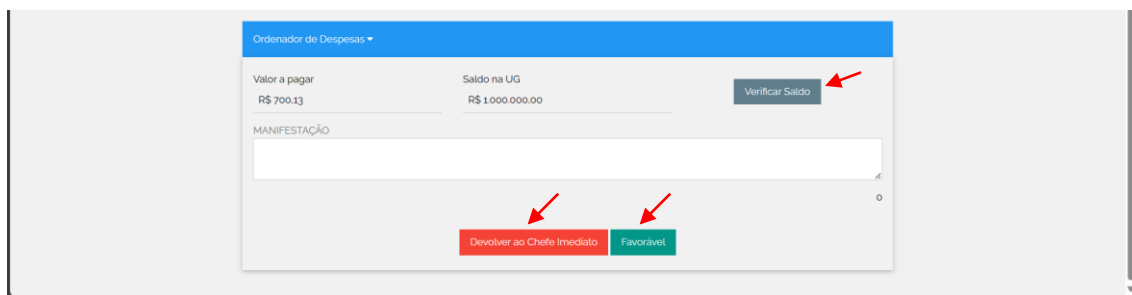 Ordenador de Despesas
Valor a pagar
Saldo na UG
R$ 700.13
R$ 1.000.000.00
Verificar Saldo
MANIFESTAÇÃO
0
Devolver ao Chefe Imediato
Favorável